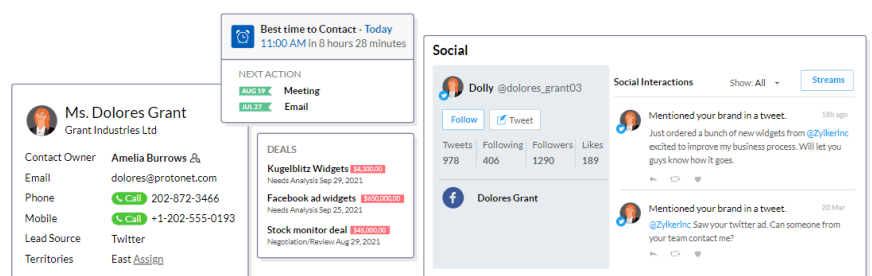 Best time to Contact - Today
11:00 AM in 8 hours 28 minutes
NEXT ACTION
AUG 19 Meeting
JUL 27 Email
Ms. Dolores Grant
Grant Industries Ltd
Contact Owner Amelia Burrows
Email dolores@protonet.com
Phone Call 202-872-3466
Mobile Call +1-202-555-0193
Lead Source Twitter
Territories East Assign
DEALS
Kugelblitz Widgets $4,300.00
Needs Analysis Sep 29, 2021
Facebook ad widgets $650000,00
Needs Analysis Sep 25, 2021
Stock monitor deal $45,000.00
Negotiation/Review Aug 29, 2021
Social
Dolly @dolores_grant03
Follow Tweet
Tweets Following Followers Likes
978 406 1290 189
f Dolores Grant
Social Interactions Show: All Streams
Mentioned your brand in a tweet. 18h ago
Just ordered a bunch of new widgets from @ZylkerInc
excited to improve my business process. Will let you
guys know how it goes.
Mentioned your brand in a tweet. 20 Mar
@ZylkerInc Saw your twitter ad. Can someone from
your team contact me?